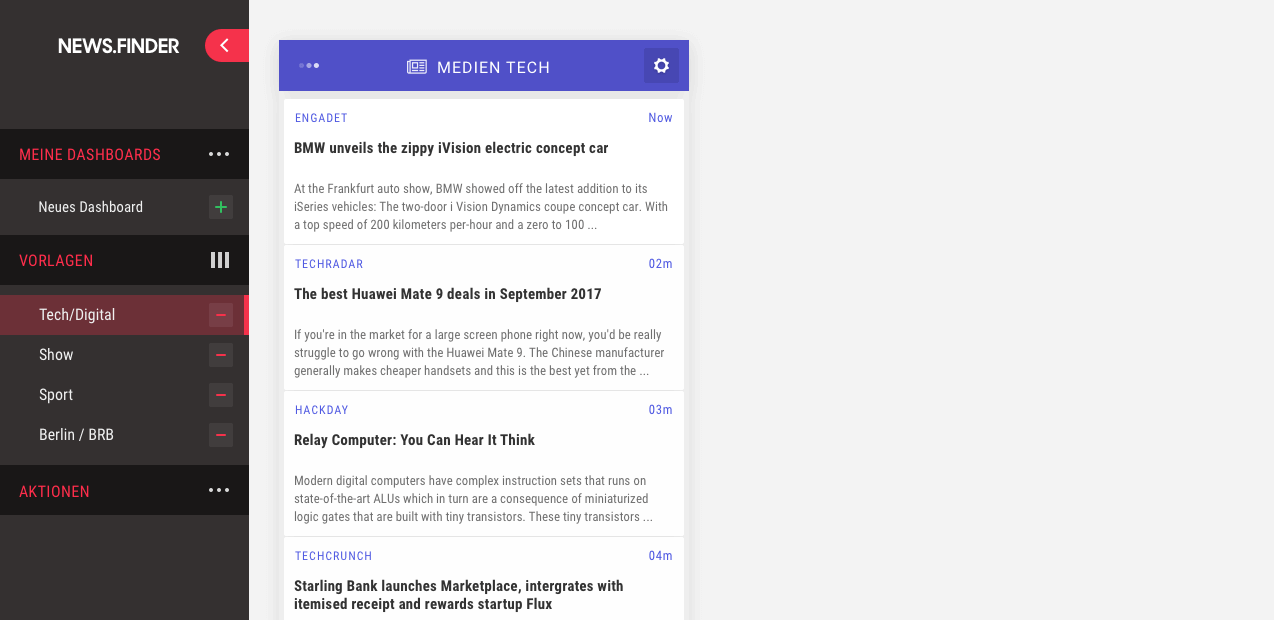 NEWS.FINDER
MEINE DASHBOARDS
Neues Dashboard
VORLAGEN
Tech/Digital
Show
Sport
Berlin / BRB
AKTIONEN
MEDIEN TECH
ENGADET Now
BMW unveils the zippy iVision electric concept car
At the Frankfurt auto show, BMW showed off the latest addition to its
iSeries vehicles: The two-door i Vision Dynamics coupe concept car. With
a top speed of 200 kilometers per-hour and a zero to 100 ...
TECHRADAR 02m
The best Huawei Mate 9 deals in September 2017
If you're in the market for a large screen phone right now, you'd be really
struggle to go wrong with the Huawei Mate 9. The Chinese manufacturer
generally makes cheaper handsets and this is the best yet from the ...
HACKDAY 03m
Relay Computer: You Can Hear It Think
Modern digital computers have complex instruction sets that runs on
state-of-the-art ALUs which in turn are a consequence of miniaturized
logic gates that are built with tiny transistors. These tiny transistors ...
TECHCRUNCH 04m
Starling Bank launches Marketplace, intergrates with
itemised receipt and rewards startup Flux